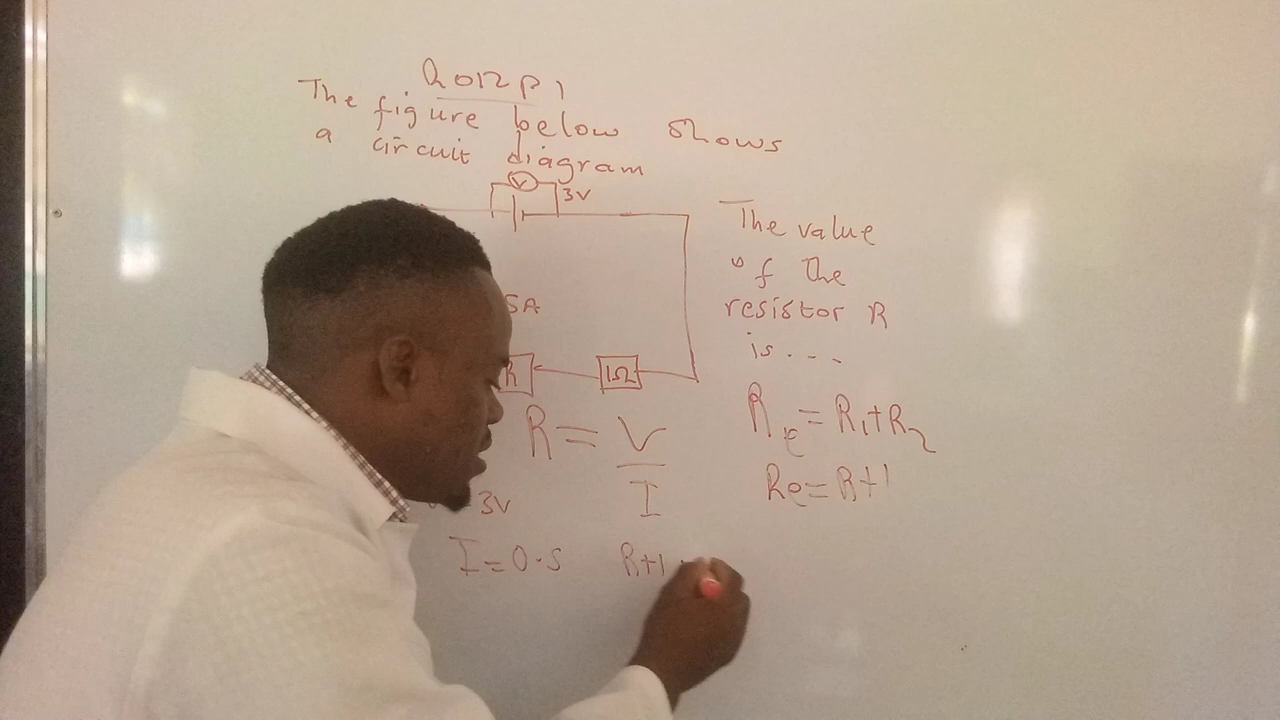 2012 P1
The figure below shows
a circuit diagram
V
3V
5A
R
1Ω
The value
of the
resistor R
is . . . .
R = V
I
Re = R1 + R2
Re = R + 1
3V
I = 0.5
R + 1